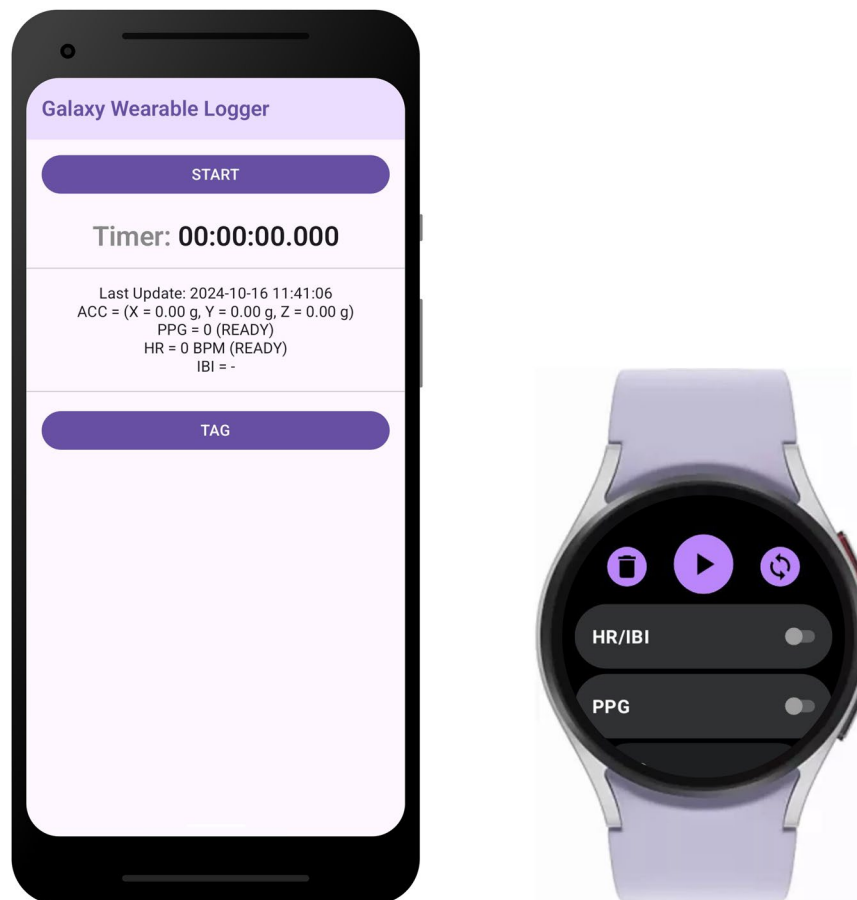 Galaxy Wearable Logger
START
Timer: 00:00:00.000
Last Update: 2024-10-16 11:41:06
ACC = (X = 0.00 g, Y = 0.00 g, Z = 0.00 g)
PPG = 0 (READY)
HR = 0 BPM (READY)
IBI = -
TAG
HR/IBI
PPG